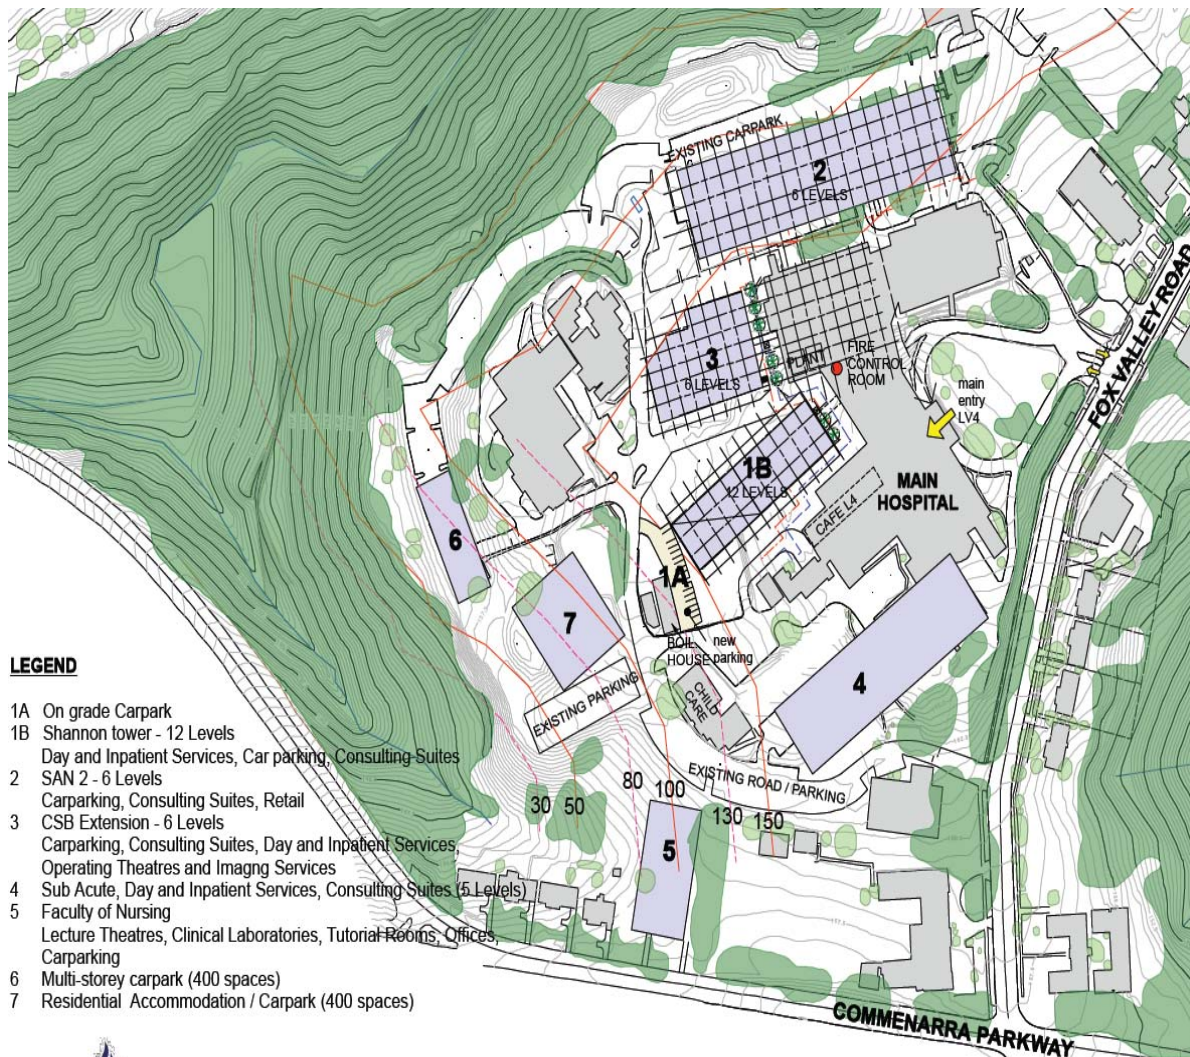 EXISTING CARPARK
2
6 LEVELS
FOX VALLEY ROAD
3
6 LEVELS
PLANT
FIRE
CONTROL
ROOM
main
entry
LV4
1B
12 LEVELS
MAIN
HOSPITAL
CAFE L4
6
1A
7
BOIL
HOUSE
new
parking
4
CHILD
CARE
EXISTING PARKING
EXISTING ROAD / PARKING
30
50
80
100
130
150
5
LEGEND
1A On grade Carpark
1B Shannon tower - 12 Levels
Day and Inpatient Services, Car parking, Consulting Suites
2 SAN 2 - 6 Levels
Carparking, Consulting Suites, Retail
3 CSB Extension - 6 Levels
Carparking, Consulting Suites, Day and Inpatient Services,
Operating Theatres and Imagng Services
4 Sub Acute, Day and Inpatient Services, Consulting Suites (5 Levels)
5 Faculty of Nursing
Lecture Theatres, Clinical Laboratories, Tutorial Rooms, Offices,
Carparking
6 Multi-storey carpark (400 spaces)
7 Residential Accommodation / Carpark (400 spaces)
COMMENARRA PARKWAY